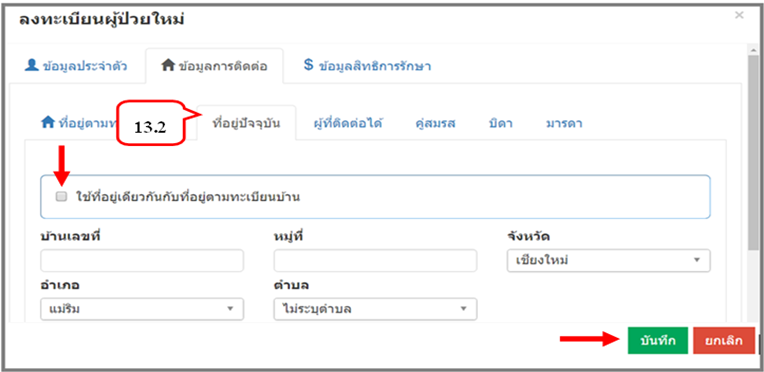 ลงทะเบียนผู้ป่วยใหม่ ×
ข้อมูลประจำตัว ข้อมูลการติดต่อ $ ข้อมูลสิทธิการรักษา
ที่อยู่ตามท 13.2 ที่อยู่ปัจจุบัน ผู้ที่ติดต่อได้ คู่สมรส บิดา มารดา
ใช้ที่อยู่เดียวกันกับที่อยู่ตามทะเบียนบ้าน
บ้านเลขที่ หมู่ที่ จังหวัด
เชียงใหม่
อำเภอ ตำบล
แม่ริม ไม่ระบุตำบล
บันทึก ยกเลิก